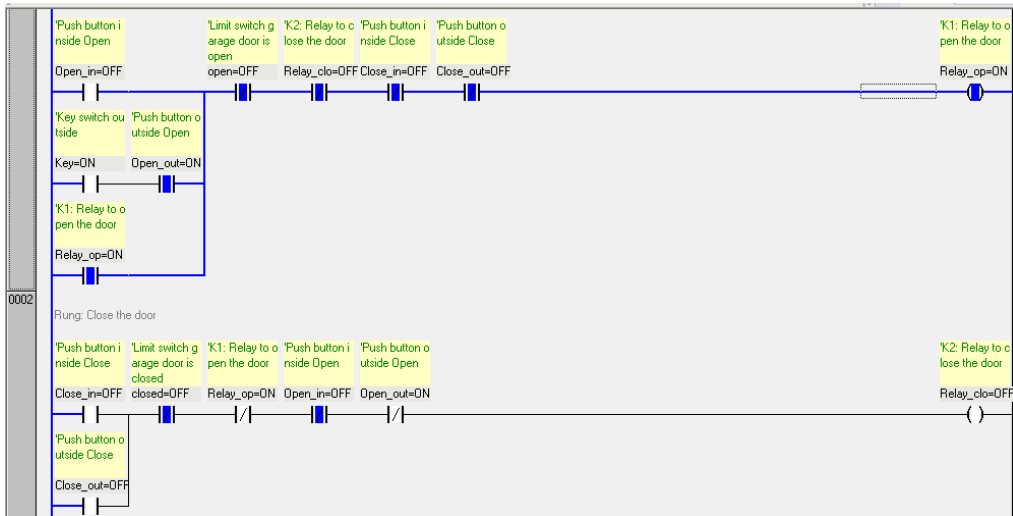 'Push button i
nside Open
'Limit switch g
arage door is
open
'K2: Relay to c
lose the door
'Push button i
nside Close
'Push button o
utside Close
'K1: Relay to o
pen the door
Open_in=OFF
open=OFF
Relay_clo=OFF
Close_in=OFF
Close_out=OFF
Relay_op=ON
'Key switch ou
tside
'Push button o
utside Open
Key=ON
Open_out=ON
'K1: Relay to o
pen the door
Relay_op=ON
0002
Rung: Close the door
'Push button i
nside Close
'Limit switch g
arage door is
closed
'K1: Relay to o
pen the door
'Push button i
nside Open
'Push button o
utside Open
'K2: Relay to c
lose the door
Close_in=OFF
closed=OFF
Relay_op=ON
Open_in=OFF
Open_out=ON
Relay_clo=OFF
'Push button o
utside Close
Close_out=OFF